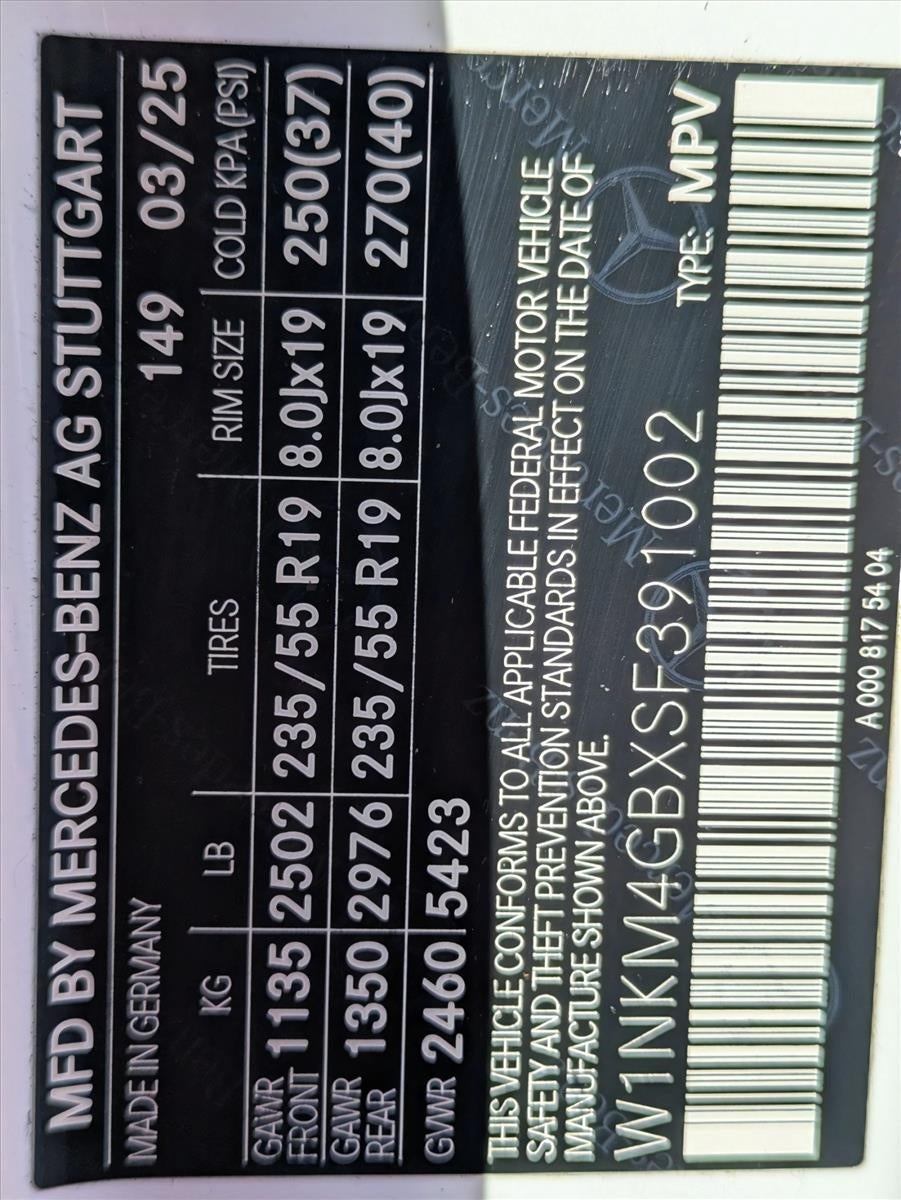 MFD BY MERCEDES-BENZ AG STUTTGART
MADE IN GERMANY 149 03/25
KG LB TIRES RIM SIZE COLD KPA(PSI)
GAWR FRONT 1135 2502 235/55 R19 8.0Jx19 250(37)
GAWR REAR 1350 2976 235/55 R19 8.0Jx19 270(40)
GWR 2460 5423
THIS VEHICLE CONFORMS TO ALL APPLICABLE FEDERAL MOTOR VEHICLE
SAFETY AND THEFT PREVENTION STANDARDS IN EFFECT ON THE DATE OF
MANUFACTURE SHOWN ABOVE.
W1NKM4GBXSF391002 TYPE: MPV
A 000 817 54 04